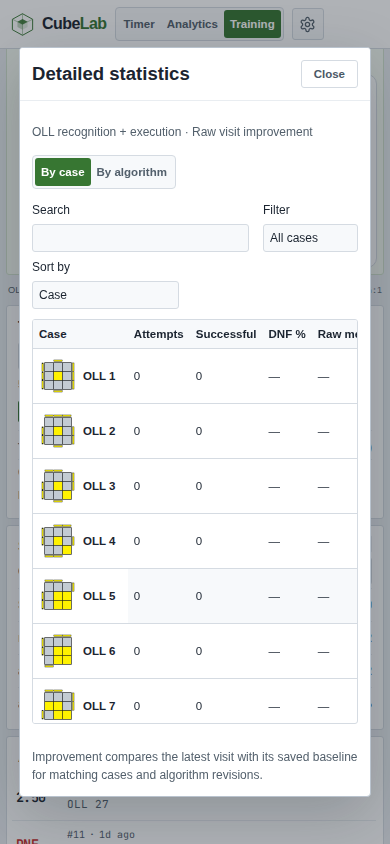 CubeLab Timer Analytics Training
Detailed statistics Close
OLL recognition + execution · Raw visit improvement
By case By algorithm
Search Filter
All cases
Sort by
Case
Case Attempts Successful DNF % Raw
OLL 1 0 0 — —
OLL 2 0 0 — —
OLL 3 0 0 — —
OLL 4 0 0 — —
OLL 5 0 0 — —
OLL 6 0 0 — —
OLL 7 0 0 — —
Improvement compares the latest visit with its saved baseline
for matching cases and algorithm revisions.
OLL 27
#11 · 1d ago